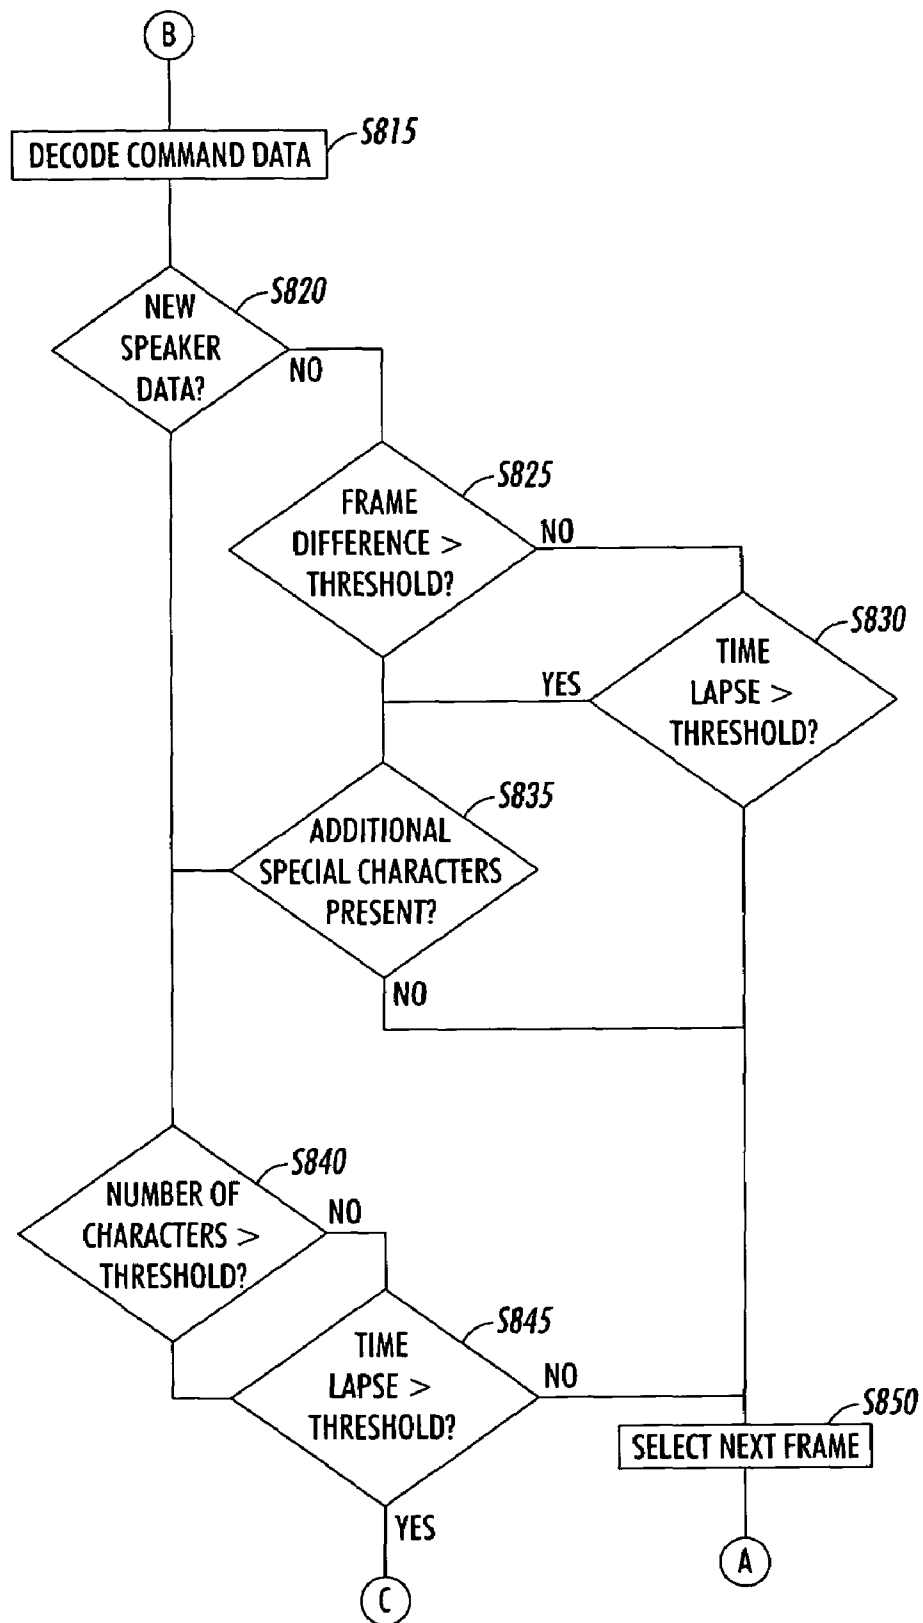 B
DECODE COMMAND DATA
S815
NEW
SPEAKER
DATA?
S820
NO
FRAME
DIFFERENCE >
THRESHOLD?
S825
NO
TIME
LAPSE >
THRESHOLD?
S830
YES
ADDITIONAL
SPECIAL CHARACTERS
PRESENT?
S835
NO
NUMBER OF
CHARACTERS >
THRESHOLD?
S840
NO
TIME
LAPSE >
THRESHOLD?
S845
NO
YES
S850
SELECT NEXT FRAME
A
C